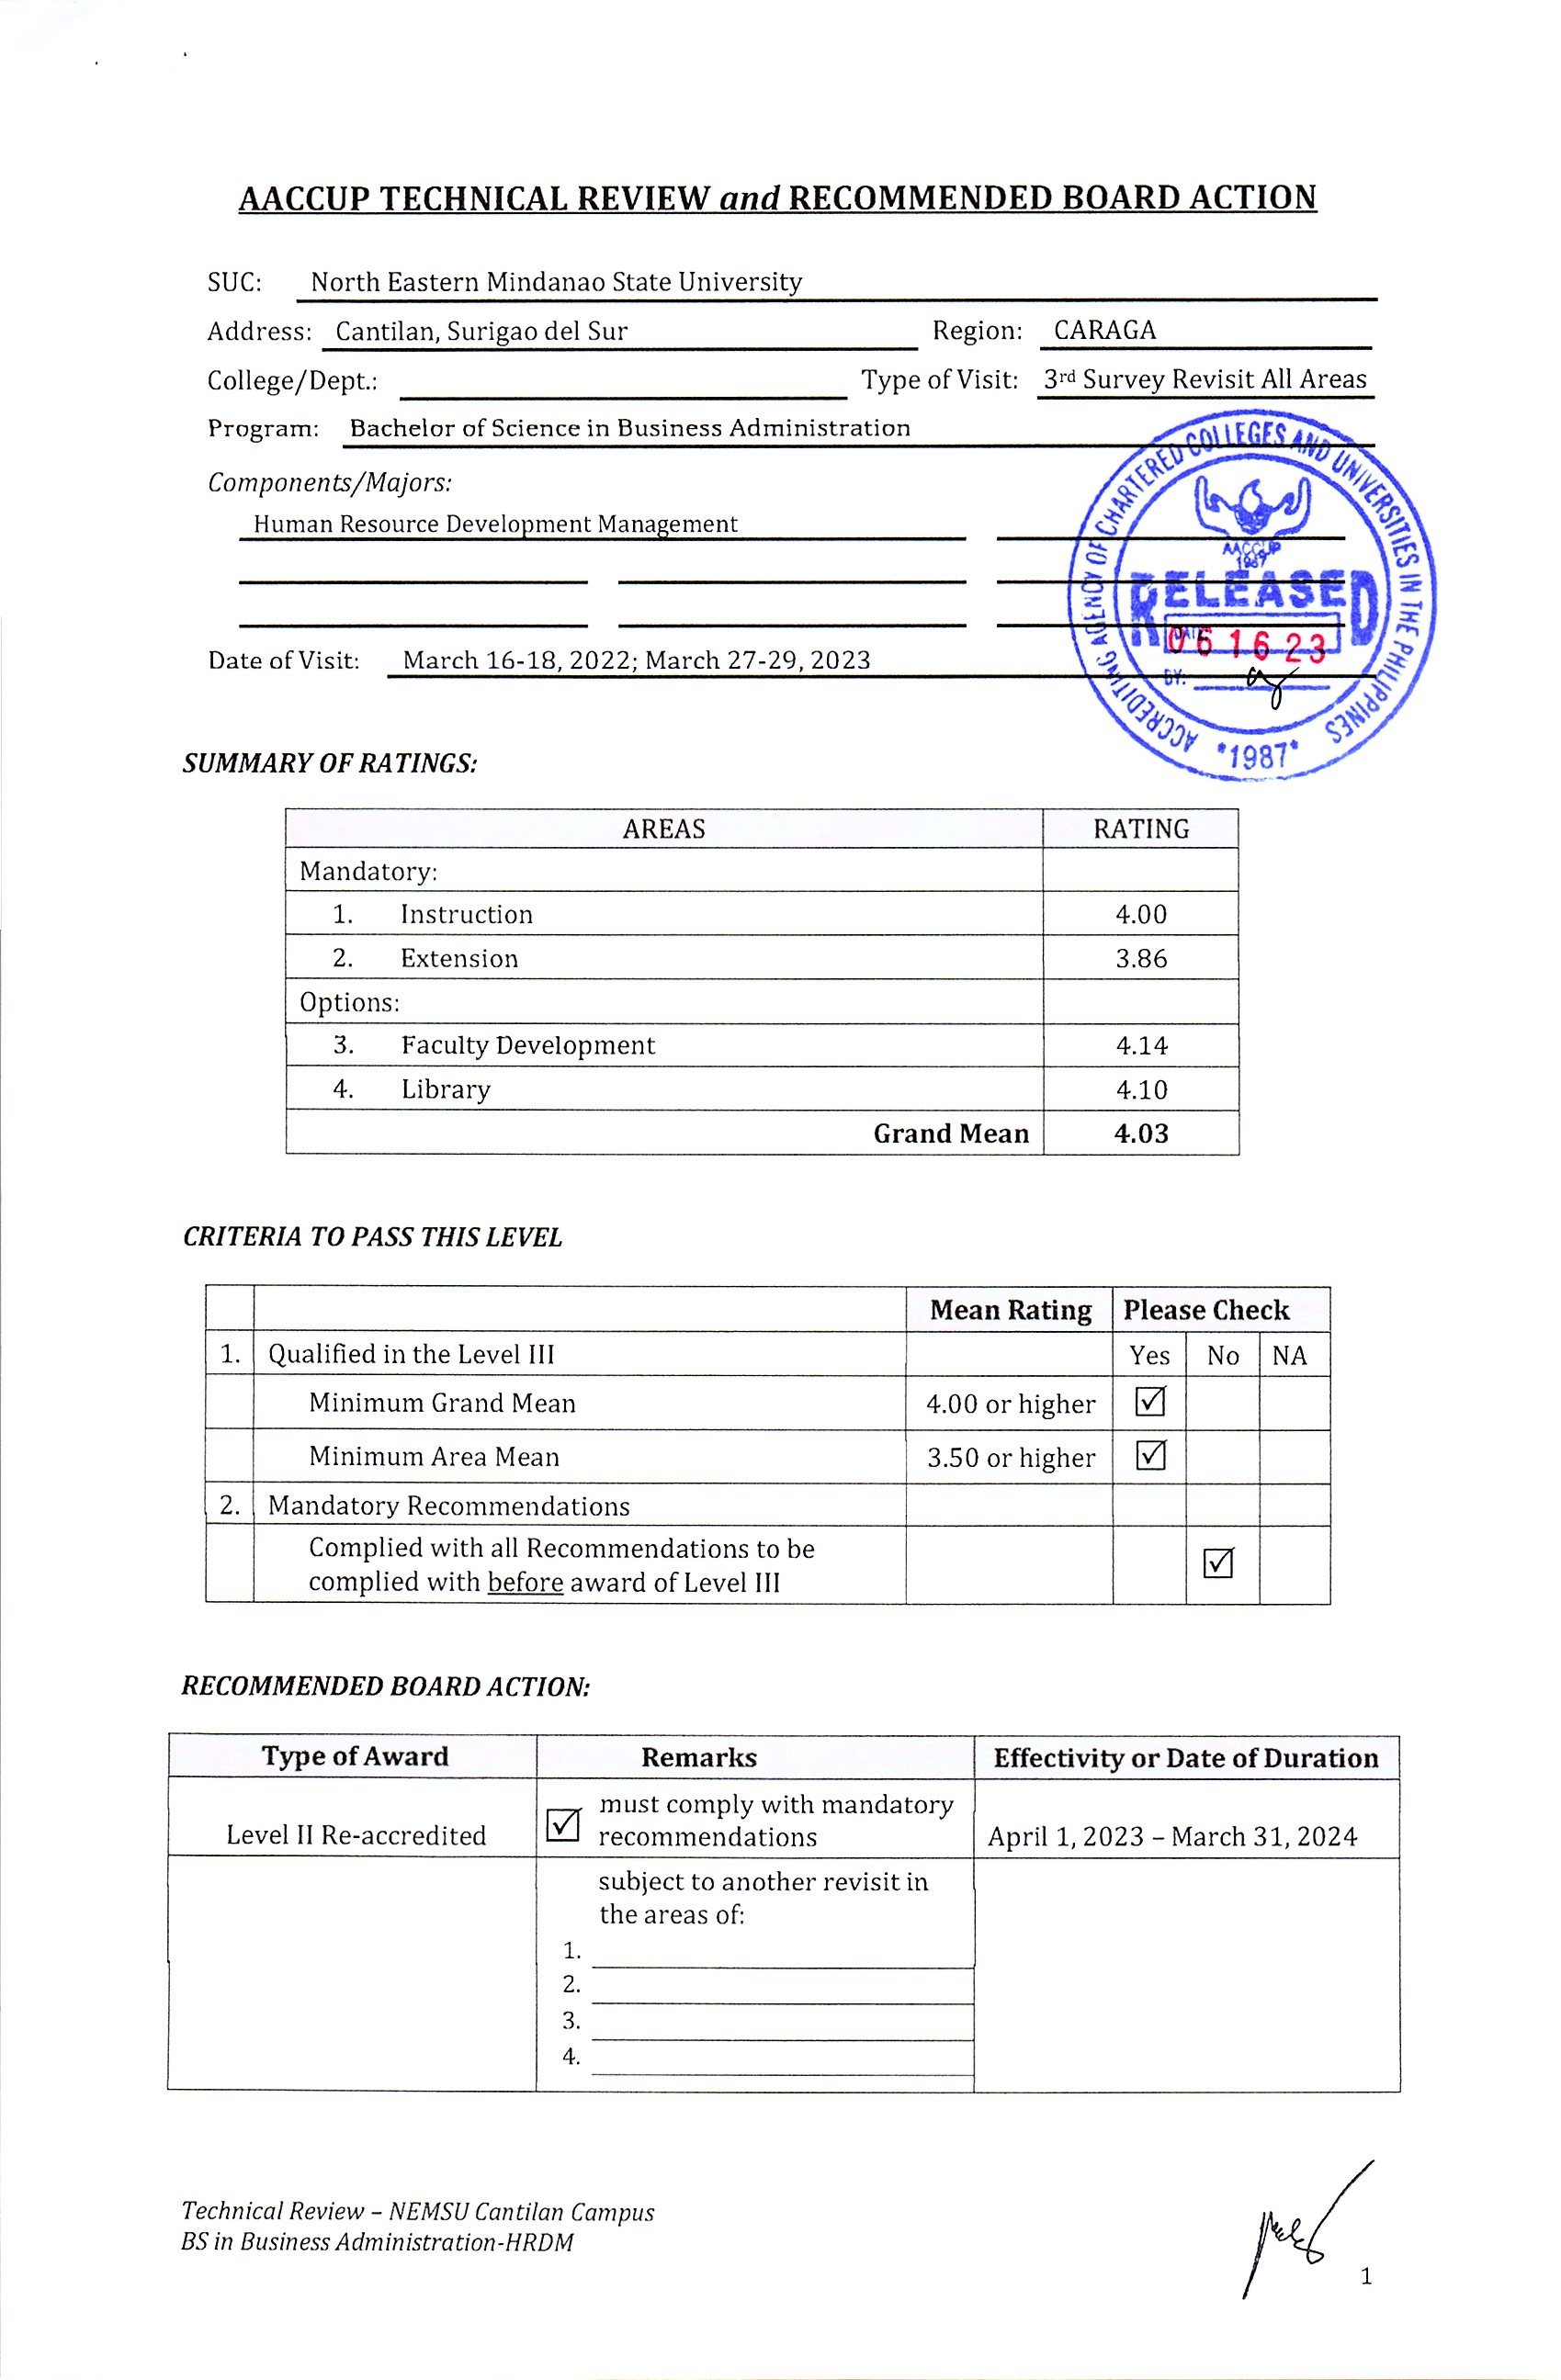 AACCUP TECHNICAL REVIEW and RECOMMENDED BOARD ACTION
SUC: North Eastern Mindanao State University
Address: Cantilan, Surigao del Sur Region: CARAGA
College/Dept.: Type of Visit: 3rd Survey Revisit All Areas
Program: Bachelor of Science in Business Administration
Components/Majors:
Human Resource Development Management
Date of Visit: March 16-18, 2022; March 27-29, 2023
ACCREDITING AGENCY OF CHARTERED COLLEGES AND UNIVERSITIES IN THE PHILIPPINES
AACCUP
1987
RELEASED
DATE 06 16 23
BY:
*1987*
SUMMARY OF RATINGS:
AREAS RATING
Mandatory:
1. Instruction 4.00
2. Extension 3.86
Options:
3. Faculty Development 4.14
4. Library 4.10
Grand Mean 4.03
CRITERIA TO PASS THIS LEVEL
Mean Rating Please Check
1. Qualified in the Level III Yes No NA
Minimum Grand Mean 4.00 or higher ☑
Minimum Area Mean 3.50 or higher ☑
2. Mandatory Recommendations
Complied with all Recommendations to be
complied with before award of Level III ☑
RECOMMENDED BOARD ACTION:
Type of Award Remarks Effectivity or Date of Duration
Level II Re-accredited ☑ must comply with mandatory
recommendations April 1, 2023 – March 31, 2024
subject to another revisit in
the areas of:
1.
2.
3.
4.
Technical Review – NEMSU Cantilan Campus
BS in Business Administration-HRDM
1